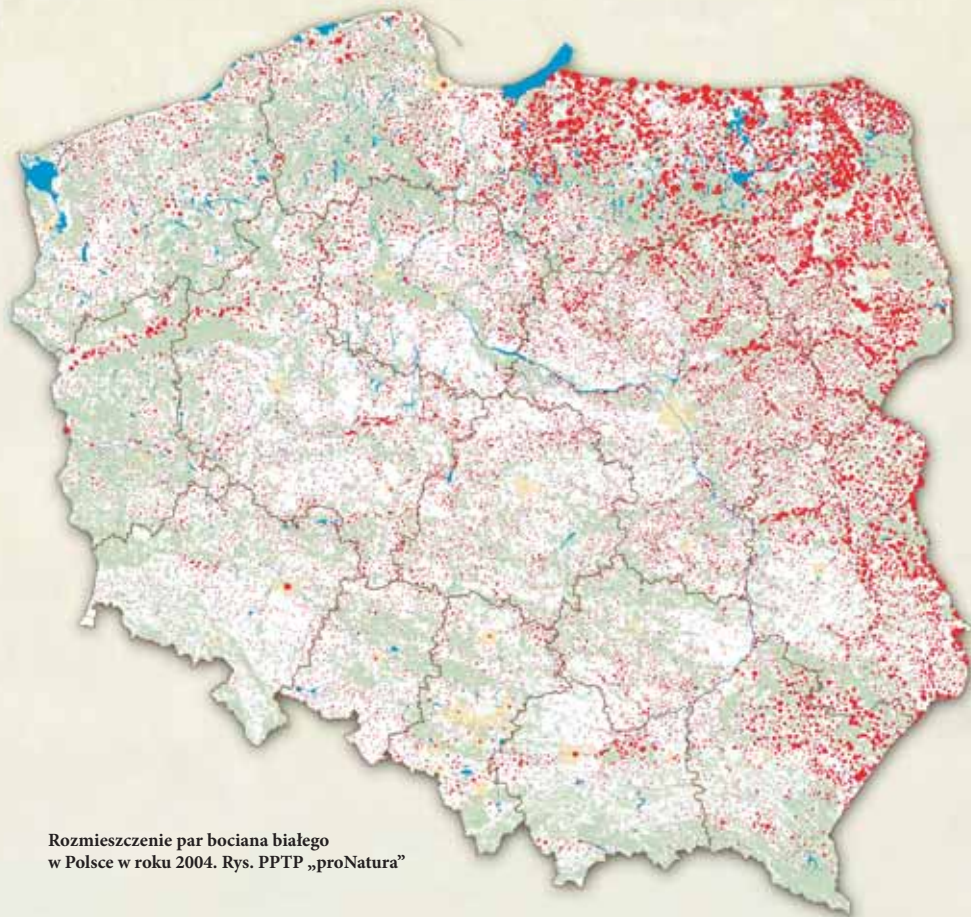 Rozmieszczenie par bociana białego
w Polsce w roku 2004. Rys. PPTP „proNatura”